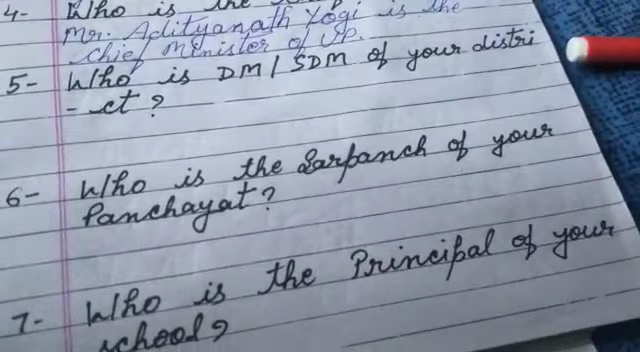 4- Who is the
Mr. Adityanath Yogi is the
chief minister of UP.
5- Who is DM/SDM of your distri
- ct ?
6- Who is the Sarpanch of your
Panchayat?
7- Who is the Principal of your
school?